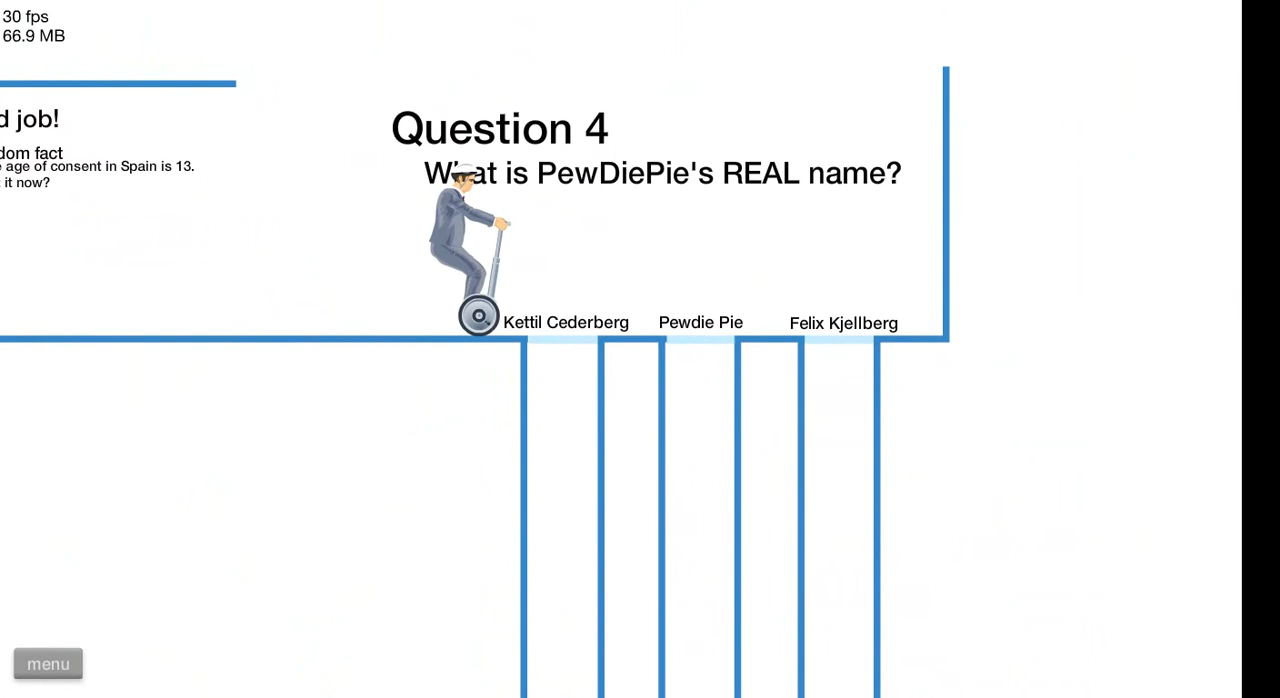 30 fps
66.9 MB
d job!
dom fact
age of consent in Spain is 13.
it now?
Question 4
What is PewDiePie's REAL name?
Kettil Cederberg
Pewdie Pie
Felix Kjellberg
menu